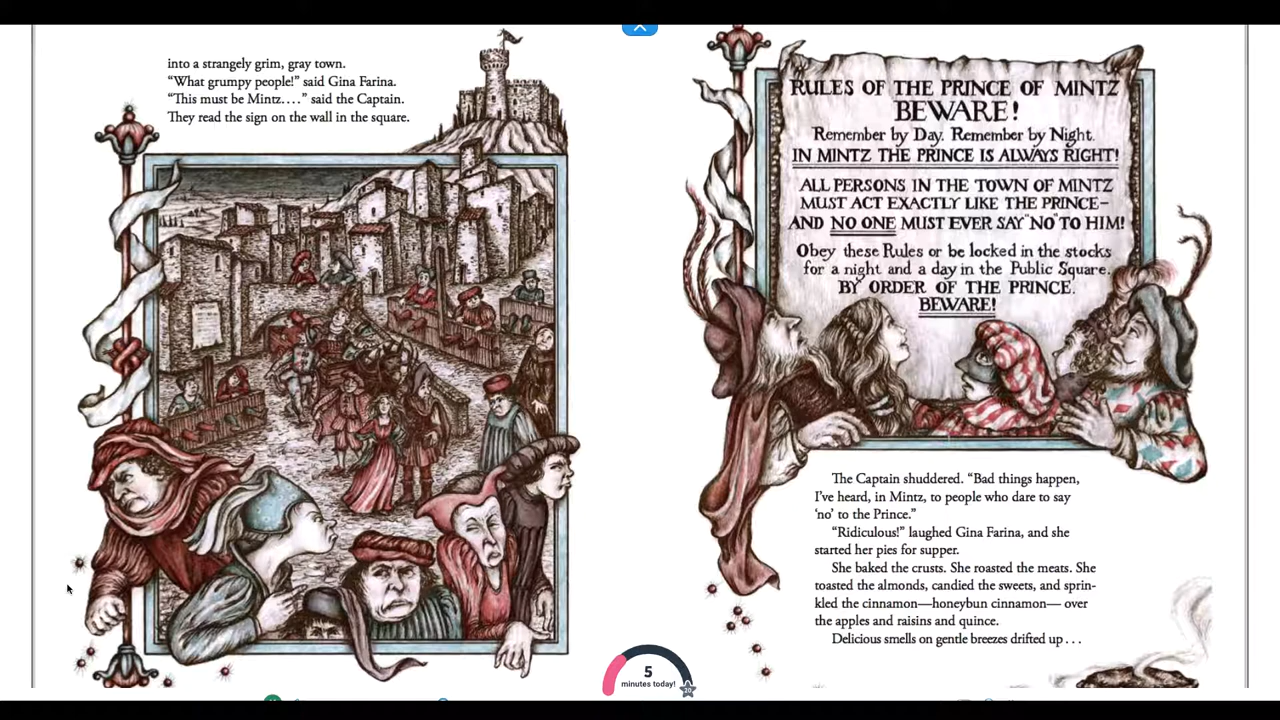 into a strangely grim, gray town.
“What grumpy people!” said Gina Farina.
“This must be Mintz....” said the Captain.
They read the sign on the wall in the square.
RULES OF THE PRINCE OF MINTZ
BEWARE!
Remember by Day. Remember by Night.
IN MINTZ THE PRINCE IS ALWAYS RIGHT!
ALL PERSONS IN THE TOWN OF MINTZ
MUST ACT EXACTLY LIKE THE PRINCE–
AND NO ONE MUST EVER SAY "NO" TO HIM!
Obey these Rules or be locked in the stocks
for a night and a day in the Public Square.
BY ORDER OF THE PRINCE.
BEWARE!
The Captain shuddered. “Bad things happen,
I’ve heard, in Mintz, to people who dare to say
‘no’ to the Prince.”
“Ridiculous!” laughed Gina Farina, and she
started her pies for supper.
She baked the crusts. She roasted the meats. She
toasted the almonds, candied the sweets, and sprin-
kled the cinnamon—honeybun cinnamon— over
the apples and raisins and quince.
Delicious smells on gentle breezes drifted up . . .
5
minutes today!
20